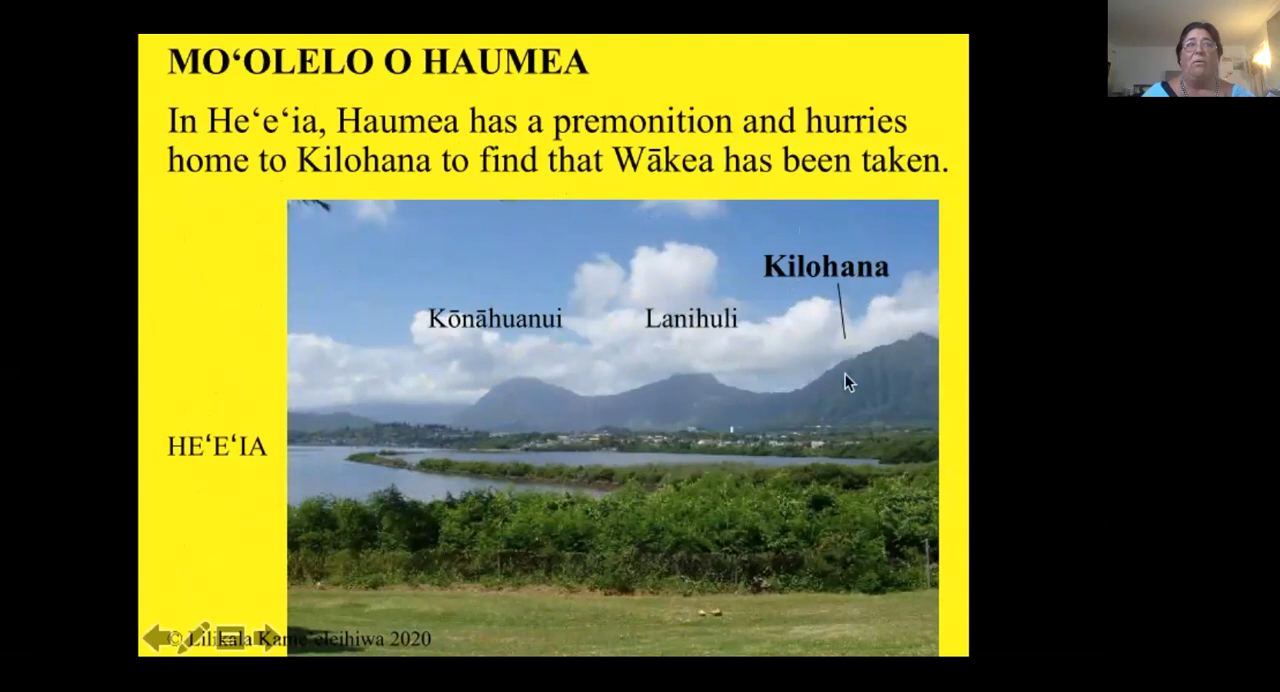 MOʻOLELO O HAUMEA
In Heʻeʻia, Haumea has a premonition and hurries
home to Kilohana to find that Wākea has been taken.
Kilohana
Kōnāhuanui
Lanihuli
HEʻEʻIA
© Lilikalā Kameʻeleihiwa 2020